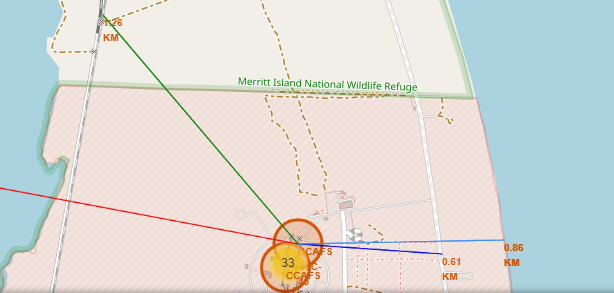 1.26
KM
Merritt Island National Wildlife Refuge
33
CCAFS
CCAFS
0.86
KM
0.61
KM